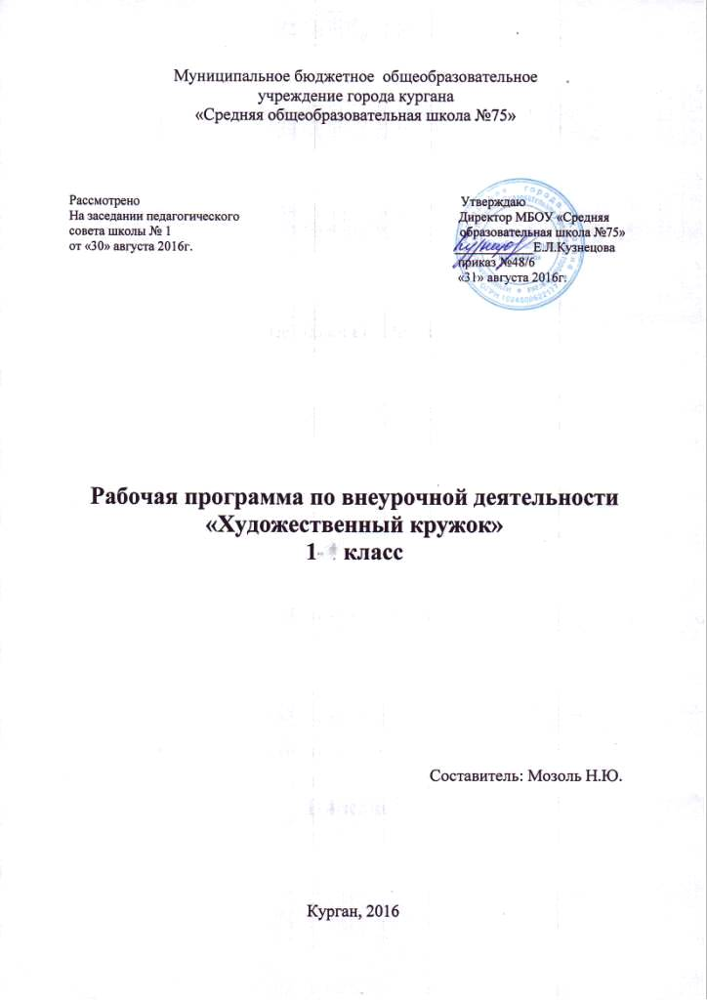 Муниципальное бюджетное общеобразовательное
учреждение города кургана
«Средняя общеобразовательная школа №75»
Рассмотрено
На заседании педагогического
совета школы № 1
от «30» августа 2016г.
Утверждаю
Директор МБОУ «Средняя
образовательная школа №75»
____________Е.Л.Кузнецова
приказ №48/6
«31» августа 2016г.
Рабочая программа по внеурочной деятельности
«Художественный кружок»
1- класс
Составитель: Мозоль Н.Ю.
Курган, 2016